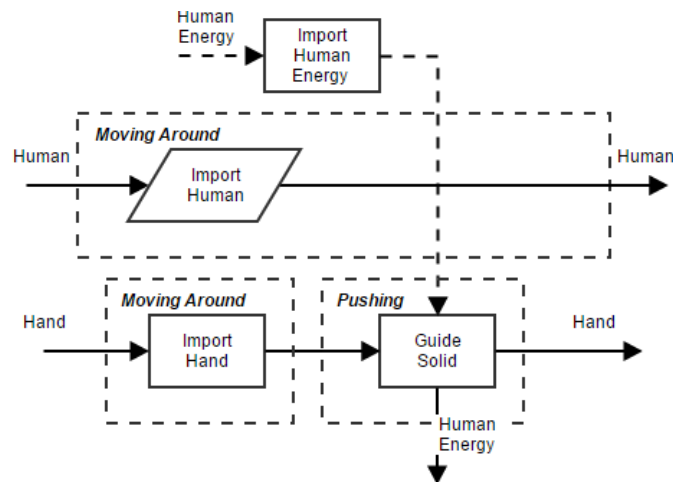 Human
Energy
Import
Human
Energy
Moving Around
Human
Import
Human
Human
Moving Around
Hand
Import
Hand
Pushing
Guide
Solid
Hand
Human
Energy